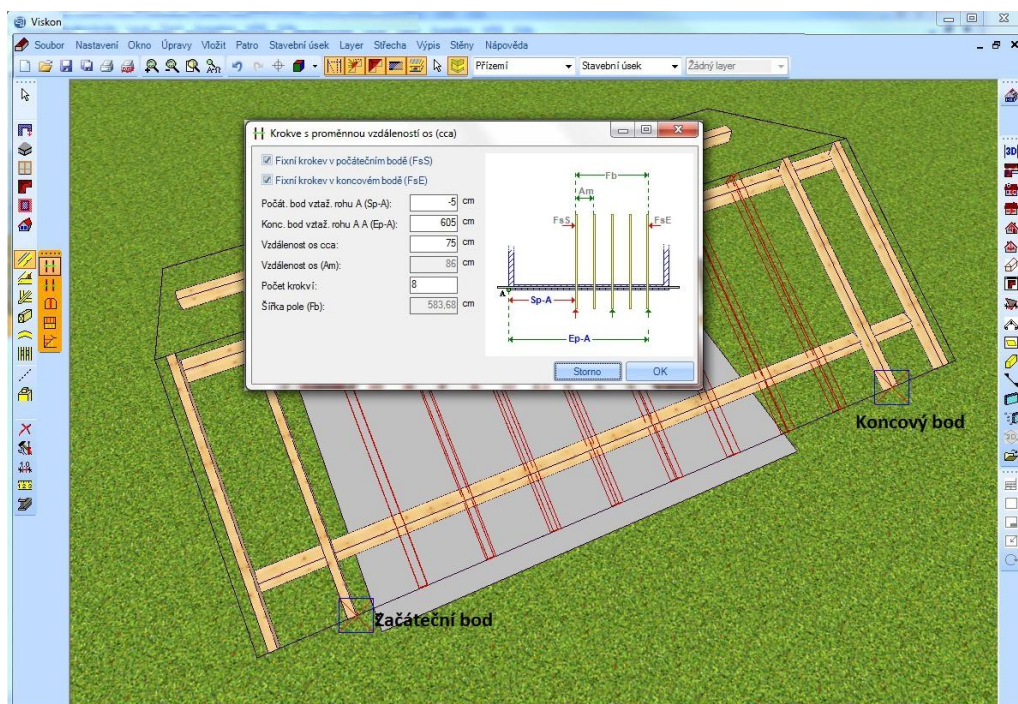 Viskon
Soubor Nastavení Okno Úpravy Vložit Patro Stavební úsek Layer Střecha Výpis Stěny Nápověda
Přízemí Stavební úsek Žádný layer
Krokve s proměnnou vzdáleností os (cca)
Fixní krokev v počátečním bodě (FsS)
Fixní krokev v koncovém bodě (FsE)
Počát. bod vztaž. rohu A (Sp-A): -5 cm
Konc. bod vztaž. rohu A A (Ep-A): 605 cm
Vzdálenost os cca: 75 cm
Vzdálenost os (Am): 86 cm
Počet krokví: 8
Šířka pole (Fb): 583,68 cm
Fb
Am
FsS FsE
A
Sp-A
Ep-A
Storno OK
Koncový bod
Začáteční bod
3D